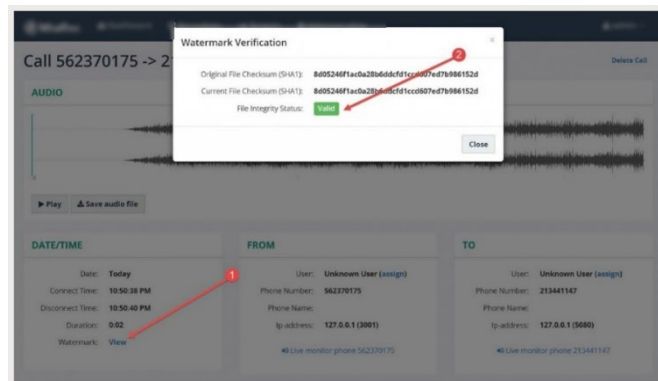 Watermark Verification
×
2
Call 562370175 -> 2
Delete Call
Original File Checksum (SHA1): 8d05246f1ac0a28b6ddcfd1ccd607ed7b986152d
Current File Checksum (SHA1): 8d05246f1ac0a28b6ddcfd1ccd607ed7b986152d
File Integrity Status: Valid
AUDIO
Close
Play Save audio file
DATE/TIME
FROM
TO
Date: Today
User: Unknown User (assign)
User: Unknown User (assign)
1
Connect Time: 10:50:38 PM
Phone Number: 562370175
Phone Number: 213441147
Disconnect Time: 10:50:40 PM
Phone Name:
Phone Name:
Duration: 0:02
Ip-address: 127.0.0.1 (3001)
Ip-address: 127.0.0.1 (5080)
Watermark: View
Live monitor phone 562370175
Live monitor phone 213441147